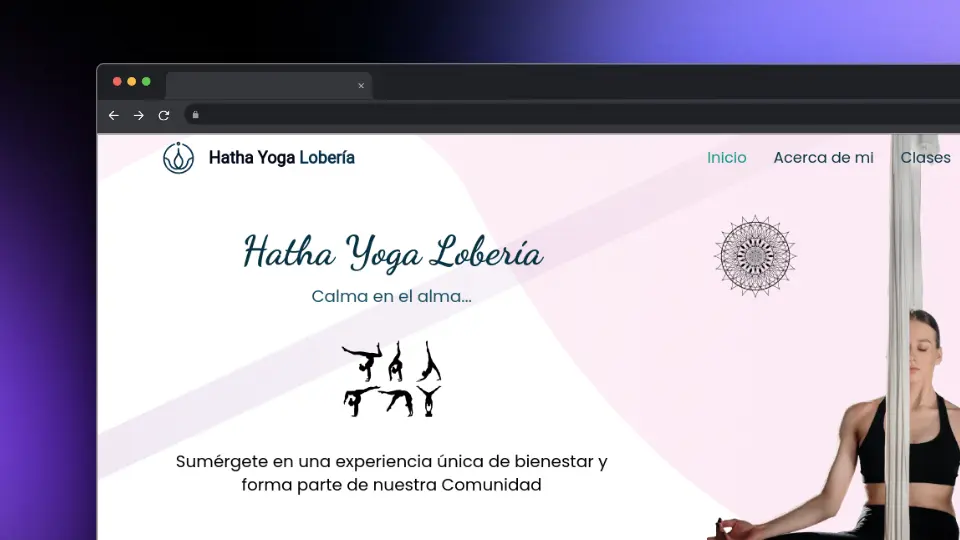 Hatha Yoga Lobería
Inicio Acerca de mi Clases
Hatha Yoga Lobería
Calma en el alma...
Sumérgete en una experiencia única de bienestar y
forma parte de nuestra Comunidad